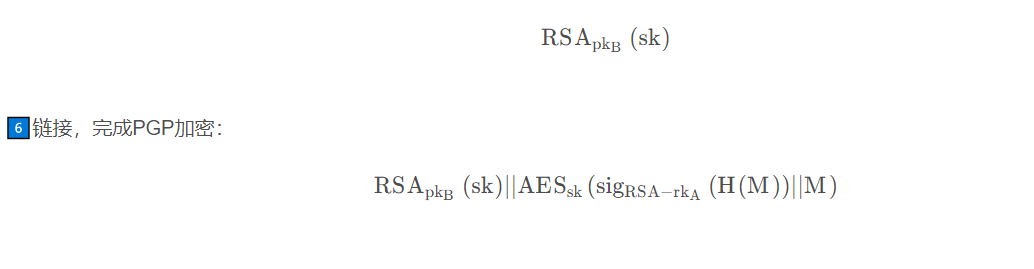 RSA_{pk_B} (sk)
6 链接，完成PGP加密：
RSA_{pk_B} (sk)||AES_{sk}(sig_{RSA-rk_A} (H(M))||M)